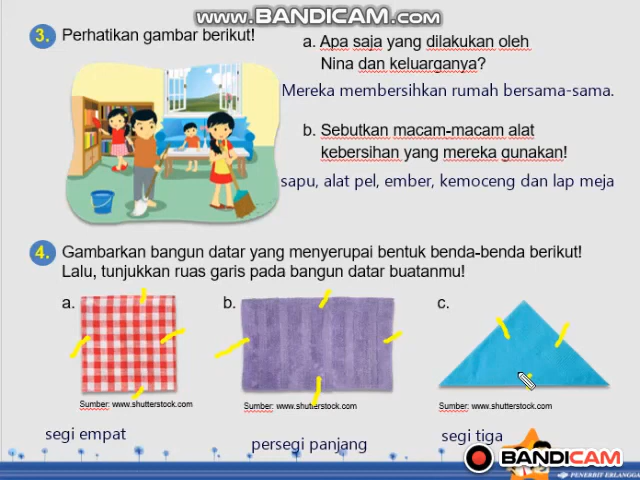 www.BANDICAM.com
3. Perhatikan gambar berikut!
a. Apa saja yang dilakukan oleh
Nina dan keluarganya?
Mereka membersihkan rumah bersama-sama.
b. Sebutkan macam-macam alat
kebersihan yang mereka gunakan!
sapu, alat pel, ember, kemoceng dan lap meja
4. Gambarkan bangun datar yang menyerupai bentuk benda-benda berikut!
Lalu, tunjukkan ruas garis pada bangun datar buatanmu!
a.
b.
c.
Sumber: www.shutterstock.com
Sumber: www.shutterstock.com
Sumber: www.shutterstock.com
segi empat
persegi panjang
segi tiga
BANDICAM
PENERBIT ERLANGGA